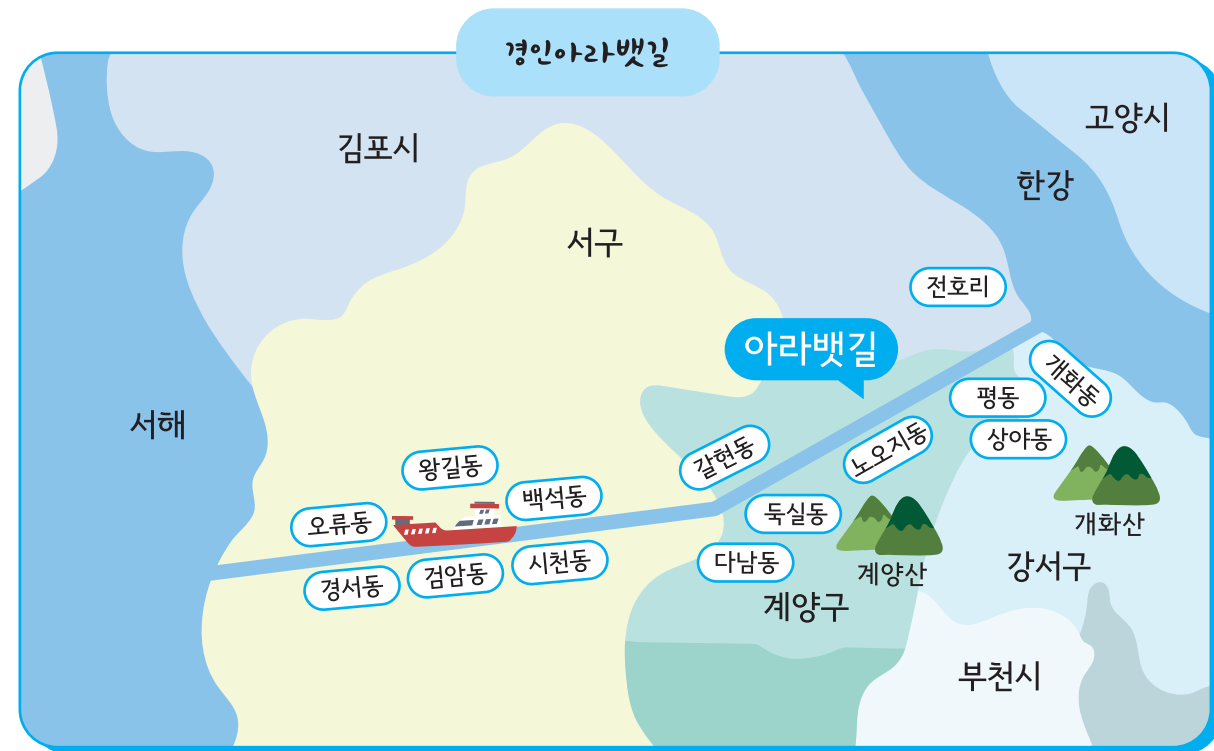 경인아라뱃길
고양시
김포시
한강
서구
전호리
아라뱃길
개화동
평동
서해
상야동
노오지동
갈현동
왕길동
백석동
둑실동
오류동
개화산
시천동
다남동
강서구
검암동
계양산
경서동
계양구
부천시